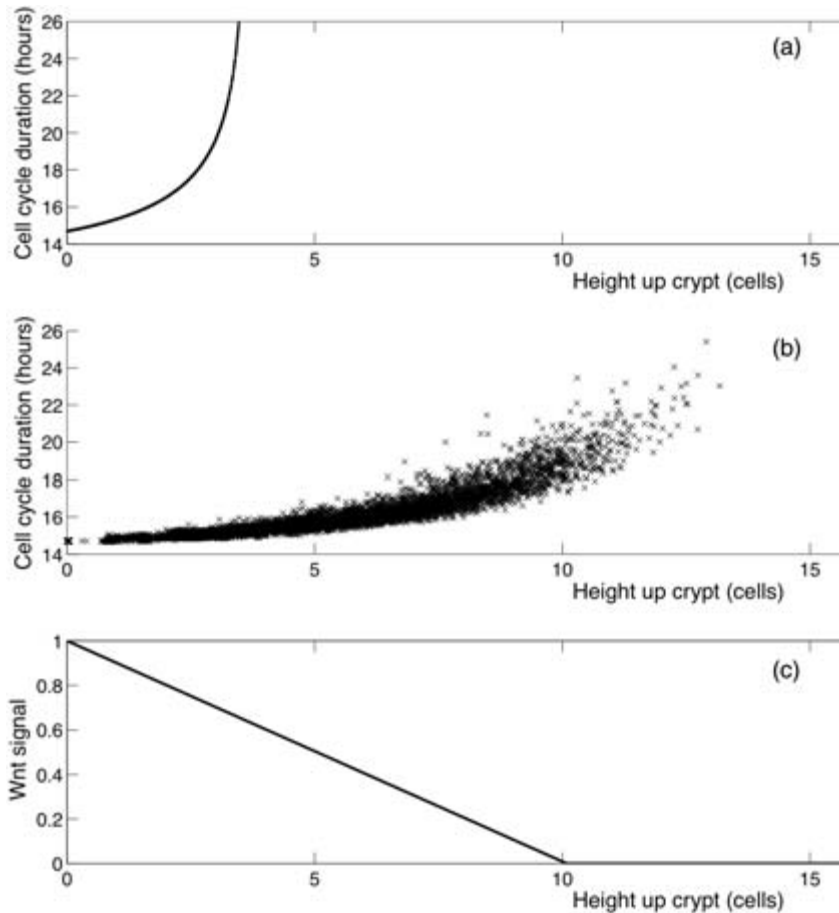 26
24
22
20
18
16
14
Cell cycle duration (hours)
(a)
0 5 10 15
Height up crypt (cells)
26
24
22
20
18
16
14
Cell cycle duration (hours)
(b)
0 5 10 15
Height up crypt (cells)
1
0.8
0.6
0.4
0.2
0
Wnt signal
(c)
0 5 10 15
Height up crypt (cells)